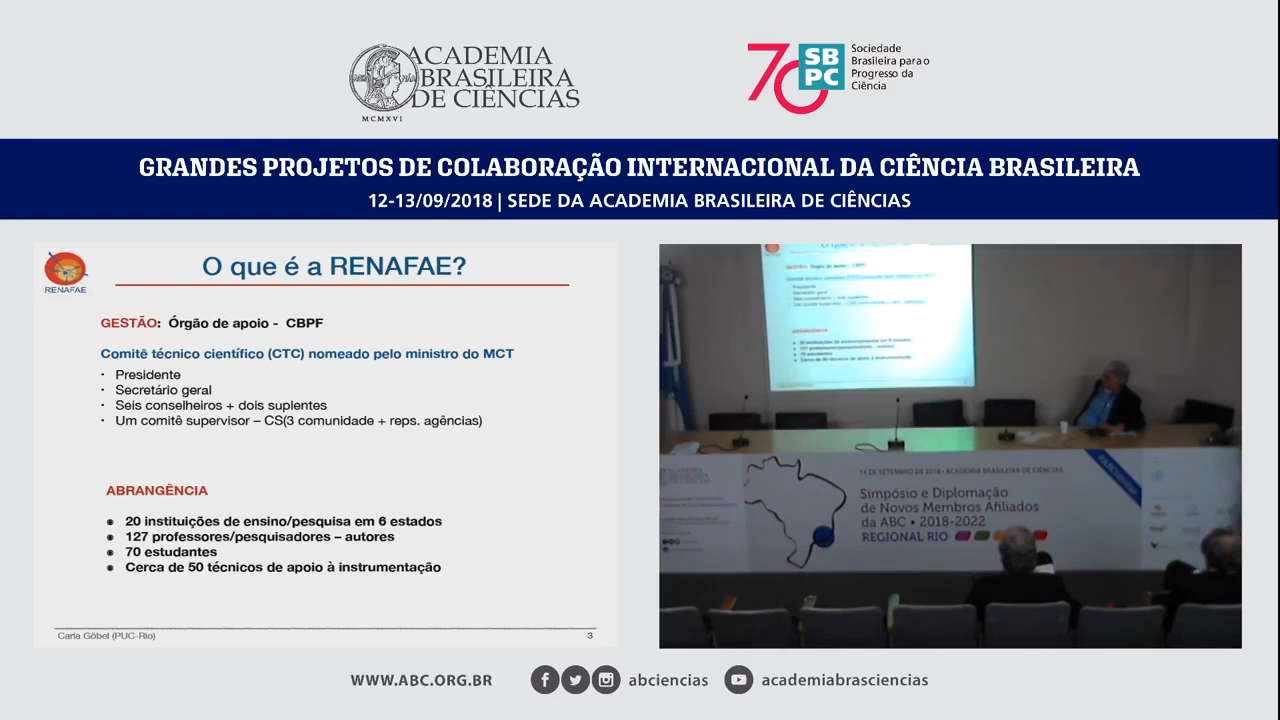 ACADEMIA
BRASILEIRA
DE CIÊNCIAS
MCMXVI
70
SB
PC
Sociedade
Brasileira para o
Progresso da
Ciência
GRANDES PROJETOS DE COLABORAÇÃO INTERNACIONAL DA CIÊNCIA BRASILEIRA
12-13/09/2018 | SEDE DA ACADEMIA BRASILEIRA DE CIÊNCIAS
RENAFAE
O que é a RENAFAE?
GESTÃO: Órgão de apoio - CBPF
Comitê técnico científico (CTC) nomeado pelo ministro do MCT
· Presidente
· Secretário geral
· Seis conselheiros + dois suplentes
· Um comitê supervisor – CS(3 comunidade + reps. agências)
ABRANGÊNCIA
20 instituições de ensino/pesquisa em 6 estados
127 professores/pesquisadores – autores
70 estudantes
Cerca de 50 técnicos de apoio à instrumentação
Carla Göbel (PUC-Rio)
3
14 DE SETEMBRO DE 2018 • ACADEMIA BRASILEIRA DE CIÊNCIAS
Simpósio e Diplomação
de Novos Membros Afiliados
da ABC • 2018-2022
REGIONAL RIO
WWW.ABC.ORG.BR
abciencias
academiabrasciencias